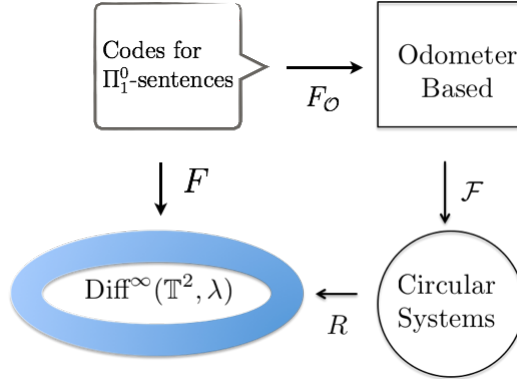 Codes for
Π⁰₁-sentences
F_𝒪
Odometer
Based
F
ℱ
Diff^∞(𝕋², λ)
R
Circular
Systems